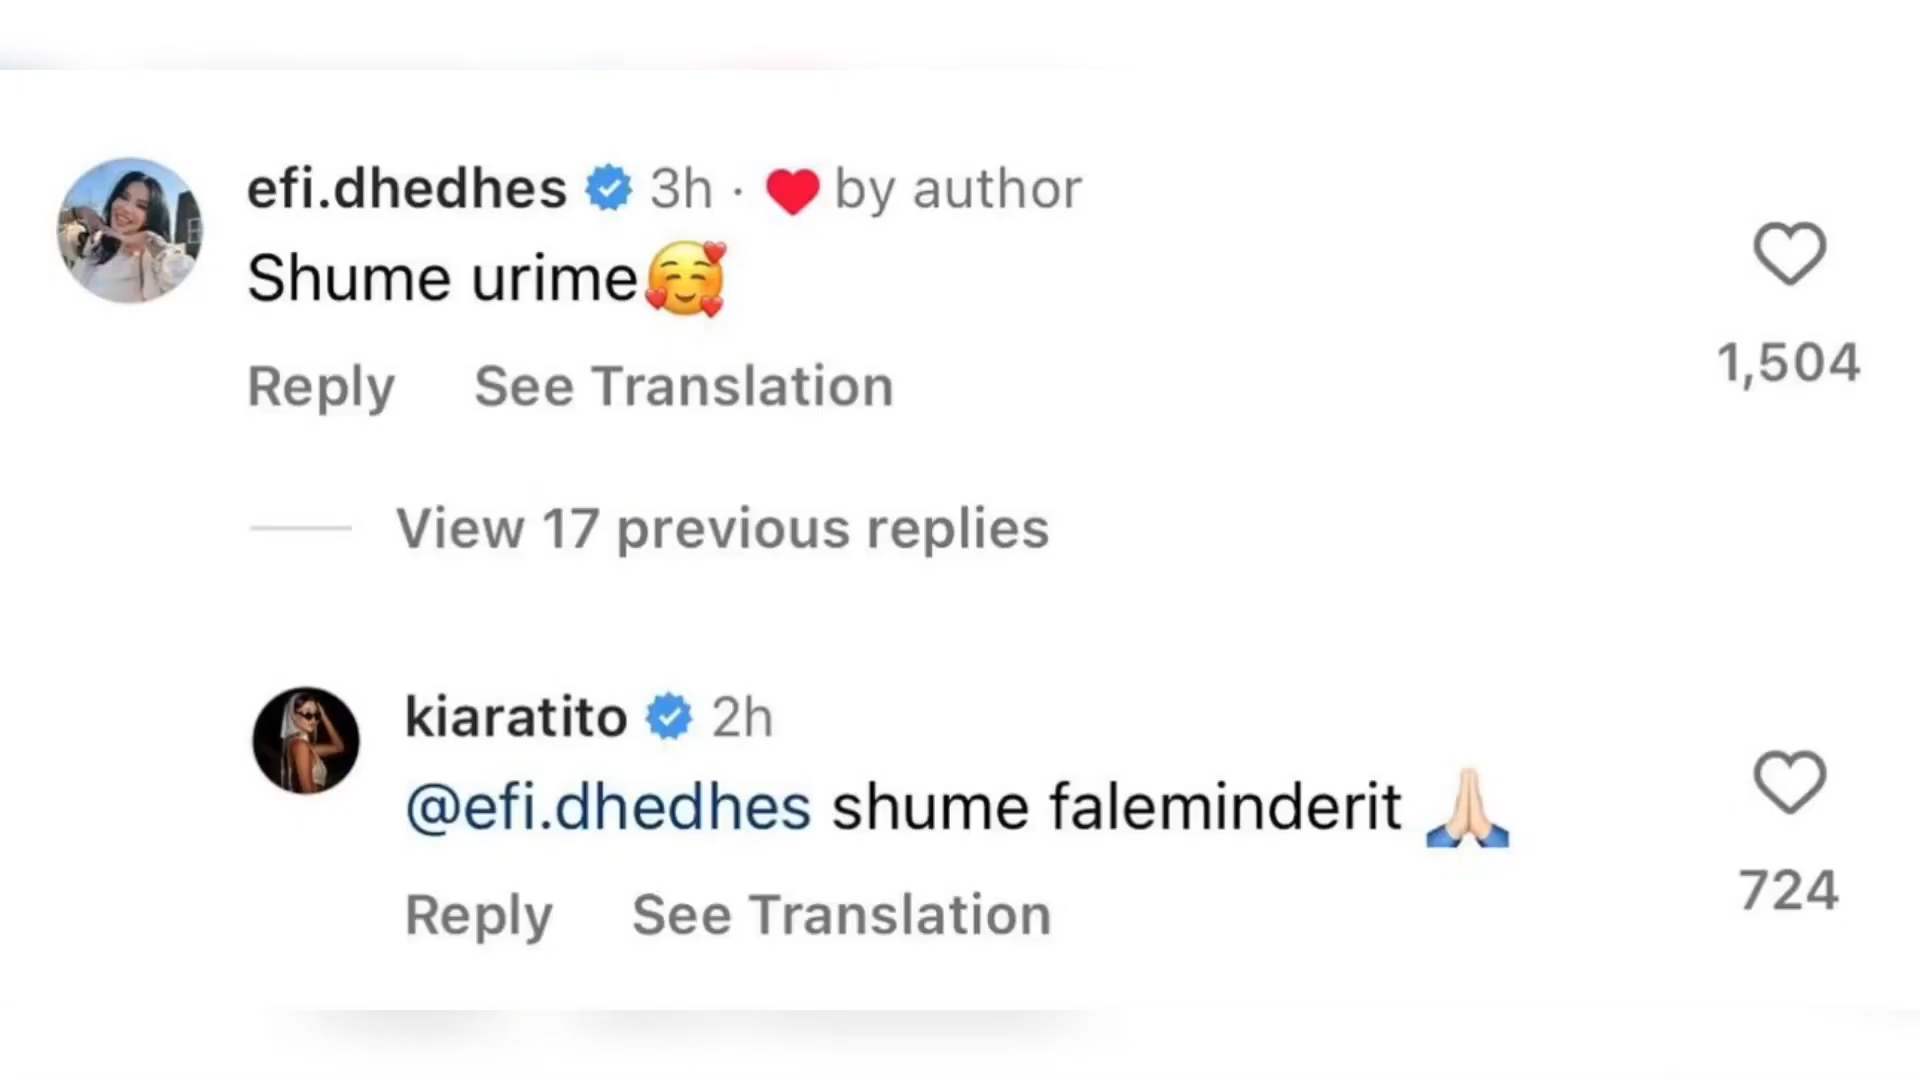 efi.dhedhes 3h · ❤️ by author
Shume urime🥰
1,504
Reply See Translation
View 17 previous replies
kiaratito 2h
@efi.dhedhes shume faleminderit 🙏🏻
724
Reply See Translation